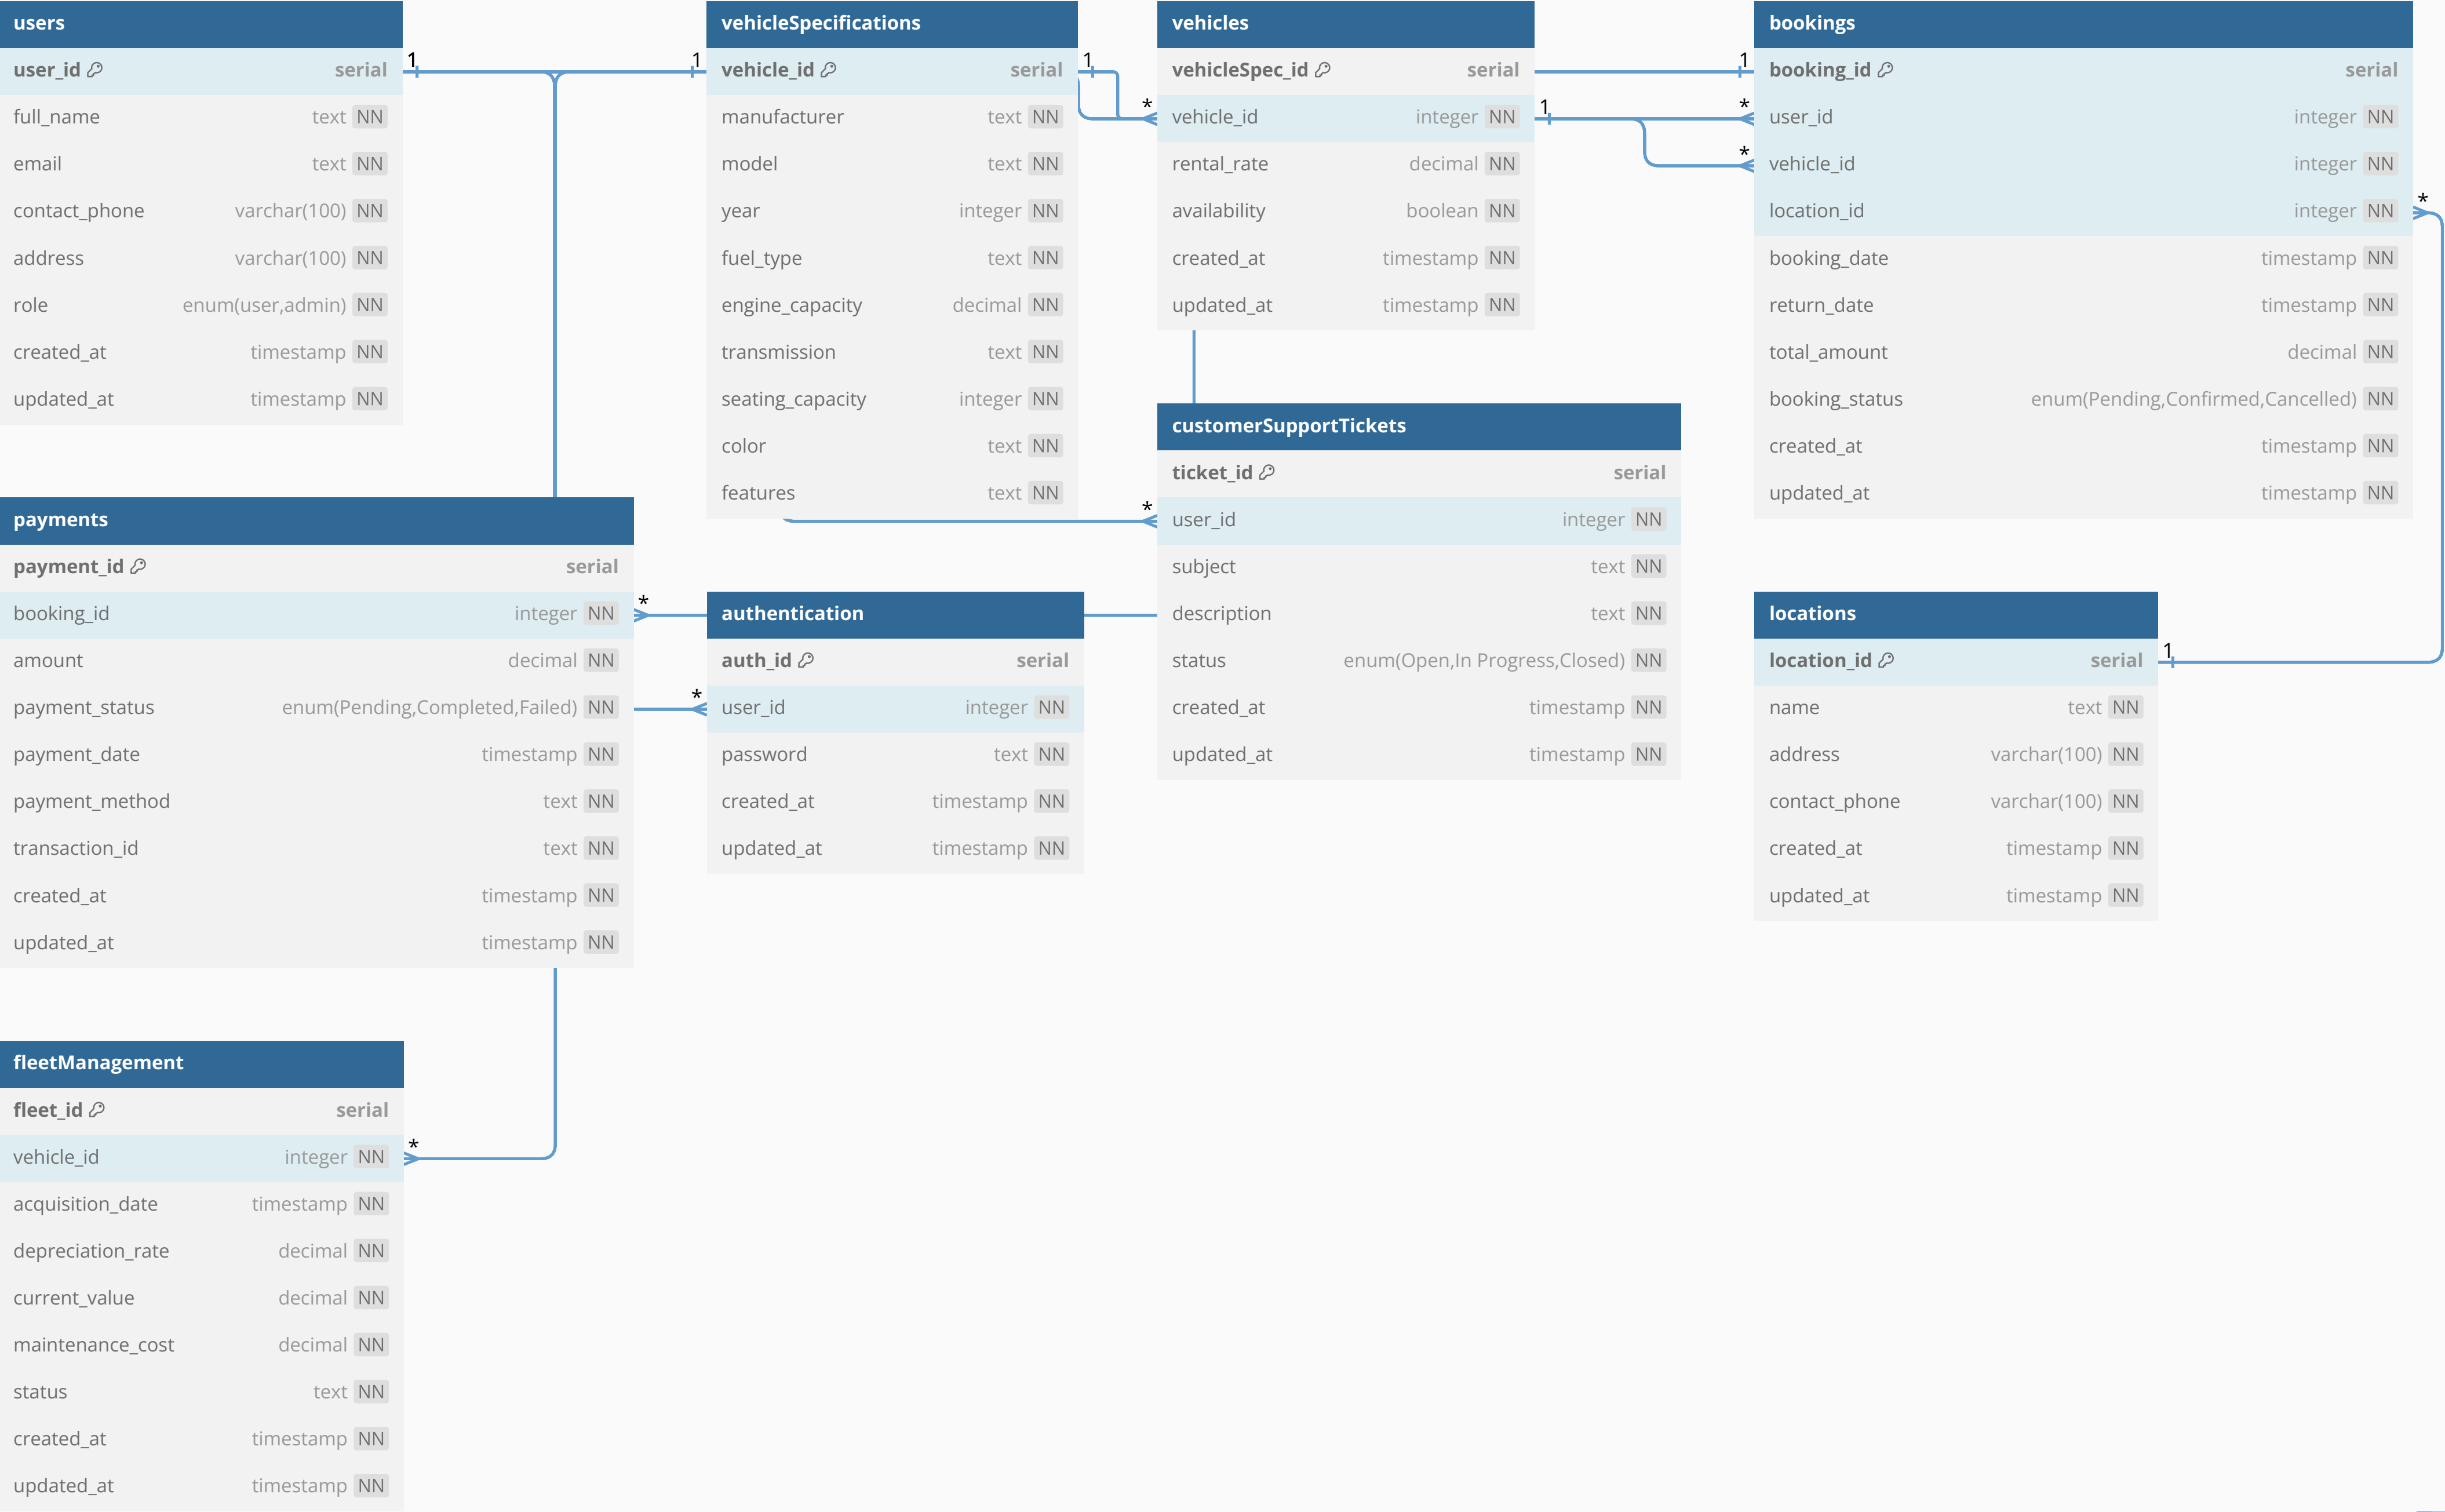 users
user_id serial
full_name text NN
email text NN
contact_phone varchar(100) NN
address varchar(100) NN
role enum(user,admin) NN
created_at timestamp NN
updated_at timestamp NN
1
1
vehicleSpecifications
vehicle_id serial
manufacturer text NN
model text NN
year integer NN
fuel_type text NN
engine_capacity decimal NN
transmission text NN
seating_capacity integer NN
color text NN
features text NN
1
*
vehicles
vehicleSpec_id serial
vehicle_id integer NN
rental_rate decimal NN
availability boolean NN
created_at timestamp NN
updated_at timestamp NN
1
1
*
*
bookings
booking_id serial
user_id integer NN
vehicle_id integer NN
location_id integer NN
booking_date timestamp NN
return_date timestamp NN
total_amount decimal NN
booking_status enum(Pending,Confirmed,Cancelled) NN
created_at timestamp NN
updated_at timestamp NN
*
payments
payment_id serial
booking_id integer NN
amount decimal NN
payment_status enum(Pending,Completed,Failed) NN
payment_date timestamp NN
payment_method text NN
transaction_id text NN
created_at timestamp NN
updated_at timestamp NN
*
*
authentication
auth_id serial
user_id integer NN
password text NN
created_at timestamp NN
updated_at timestamp NN
*
customerSupportTickets
ticket_id serial
user_id integer NN
subject text NN
description text NN
status enum(Open,In Progress,Closed) NN
created_at timestamp NN
updated_at timestamp NN
locations
location_id serial
name text NN
address varchar(100) NN
contact_phone varchar(100) NN
created_at timestamp NN
updated_at timestamp NN
1
fleetManagement
fleet_id serial
vehicle_id integer NN
acquisition_date timestamp NN
depreciation_rate decimal NN
current_value decimal NN
maintenance_cost decimal NN
status text NN
created_at timestamp NN
updated_at timestamp NN
*